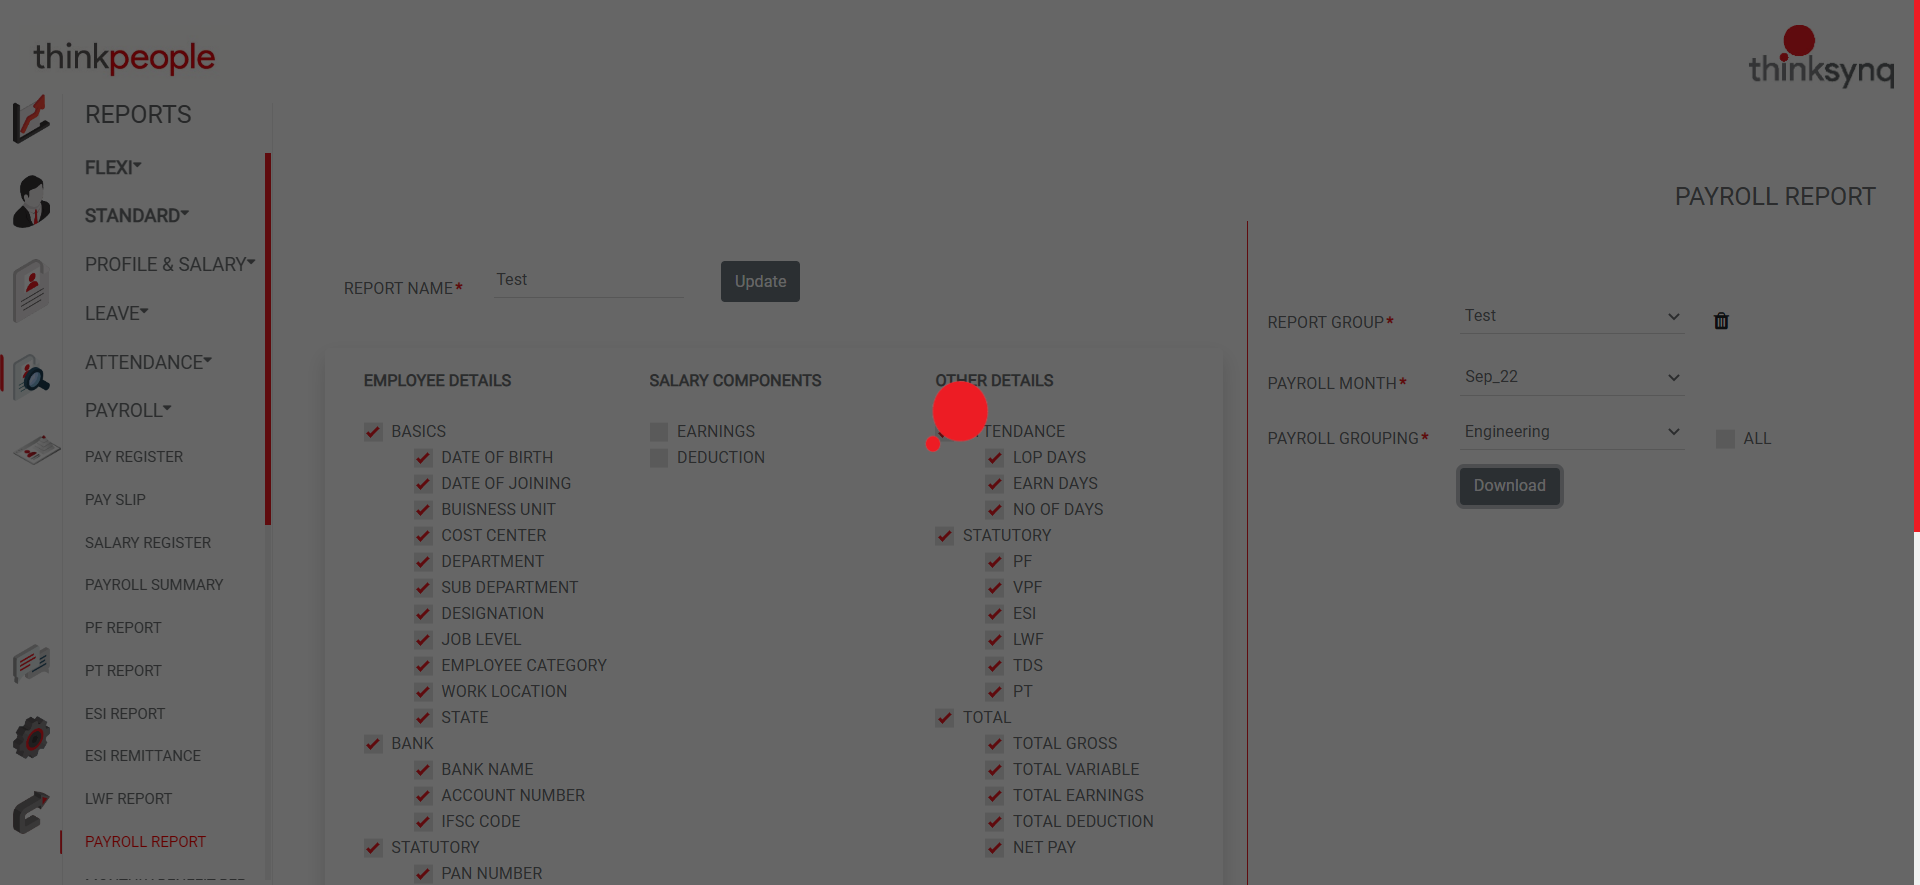 thinkpeople
thinksynq
REPORTS
FLEXI
STANDARD
PROFILE & SALARY
LEAVE
ATTENDANCE
PAYROLL
PAY REGISTER
PAY SLIP
SALARY REGISTER
PAYROLL SUMMARY
PF REPORT
PT REPORT
ESI REPORT
ESI REMITTANCE
LWF REPORT
PAYROLL REPORT
PAYROLL REPORT
REPORT NAME*
Test
Update
EMPLOYEE DETAILS
BASICS
DATE OF BIRTH
DATE OF JOINING
BUISNESS UNIT
COST CENTER
DEPARTMENT
SUB DEPARTMENT
DESIGNATION
JOB LEVEL
EMPLOYEE CATEGORY
WORK LOCATION
STATE
BANK
BANK NAME
ACCOUNT NUMBER
IFSC CODE
STATUTORY
PAN NUMBER
SALARY COMPONENTS
EARNINGS
DEDUCTION
OTHER DETAILS
TENDANCE
LOP DAYS
EARN DAYS
NO OF DAYS
STATUTORY
PF
VPF
ESI
LWF
TDS
PT
TOTAL
TOTAL GROSS
TOTAL VARIABLE
TOTAL EARNINGS
TOTAL DEDUCTION
NET PAY
REPORT GROUP*
Test
PAYROLL MONTH*
Sep_22
PAYROLL GROUPING*
Engineering
ALL
Download